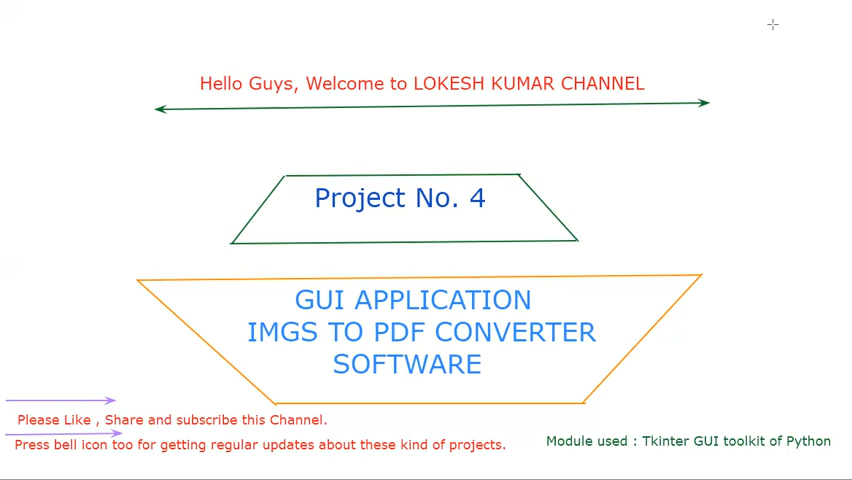 Hello Guys, Welcome to LOKESH KUMAR CHANNEL
Project No. 4
GUI APPLICATION
IMGS TO PDF CONVERTER
SOFTWARE
Please Like , Share and subscribe this Channel.
Press bell icon too for getting regular updates about these kind of projects.
Module used : Tkinter GUI toolkit of Python